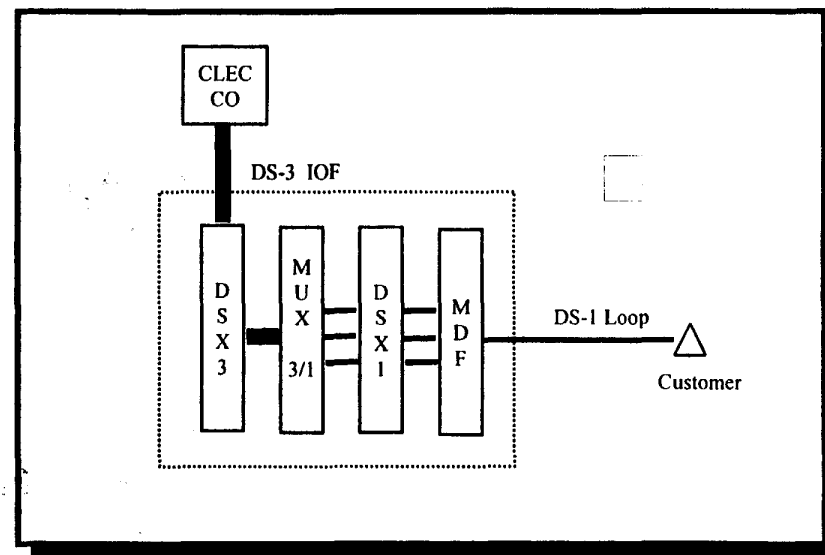 CLEC
CO
DS-3 IOF
D
S
X
3
M
U
X
3/1
D
S
X
1
M
D
F
DS-1 Loop
Customer